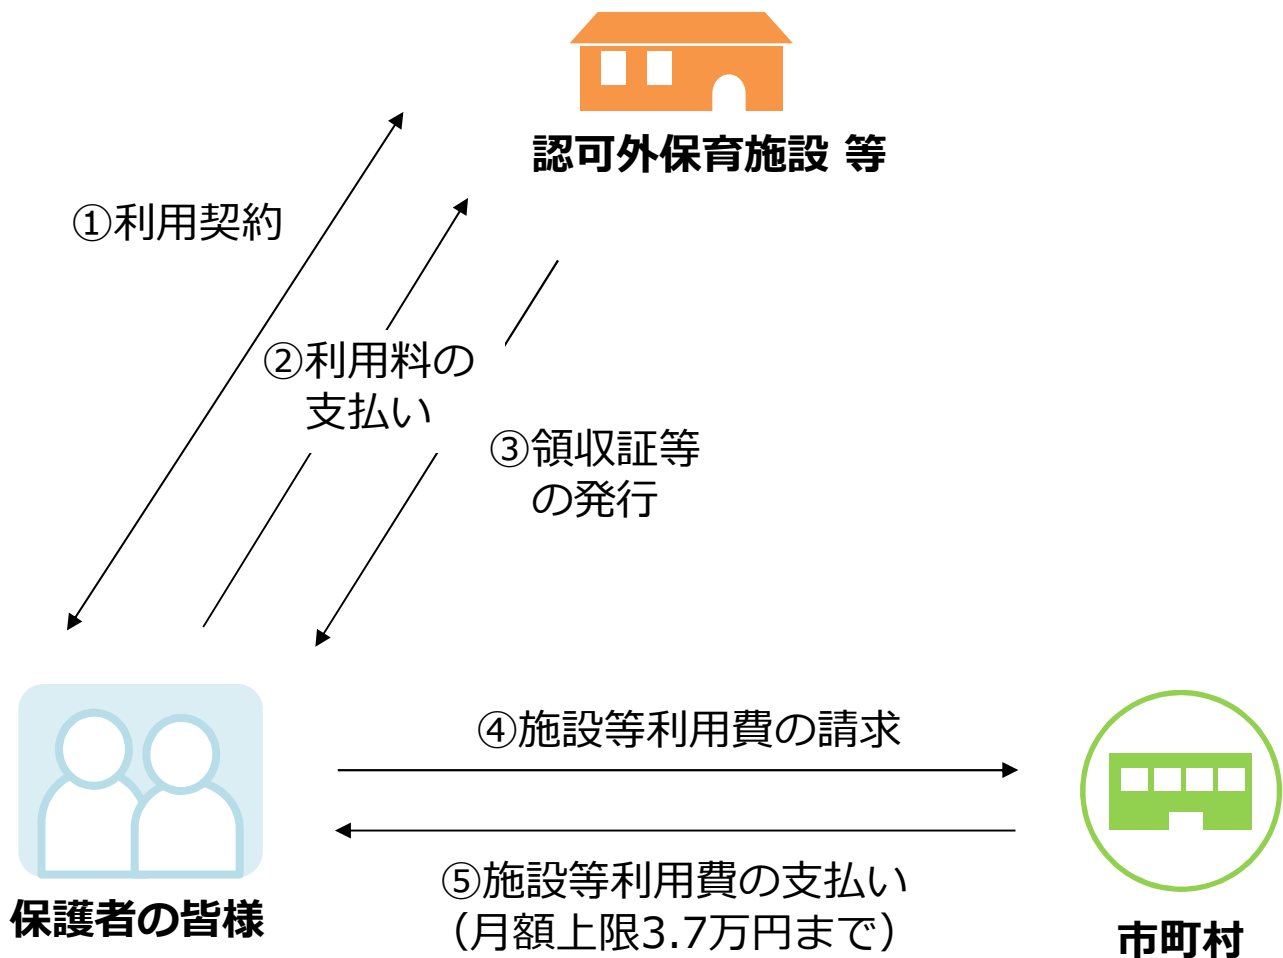 認可外保育施設 等
①利用契約
②利用料の
支払い
③領収証等
の発行
④施設等利用費の請求
⑤施設等利用費の支払い
（月額上限3.7万円まで）
保護者の皆様
市町村